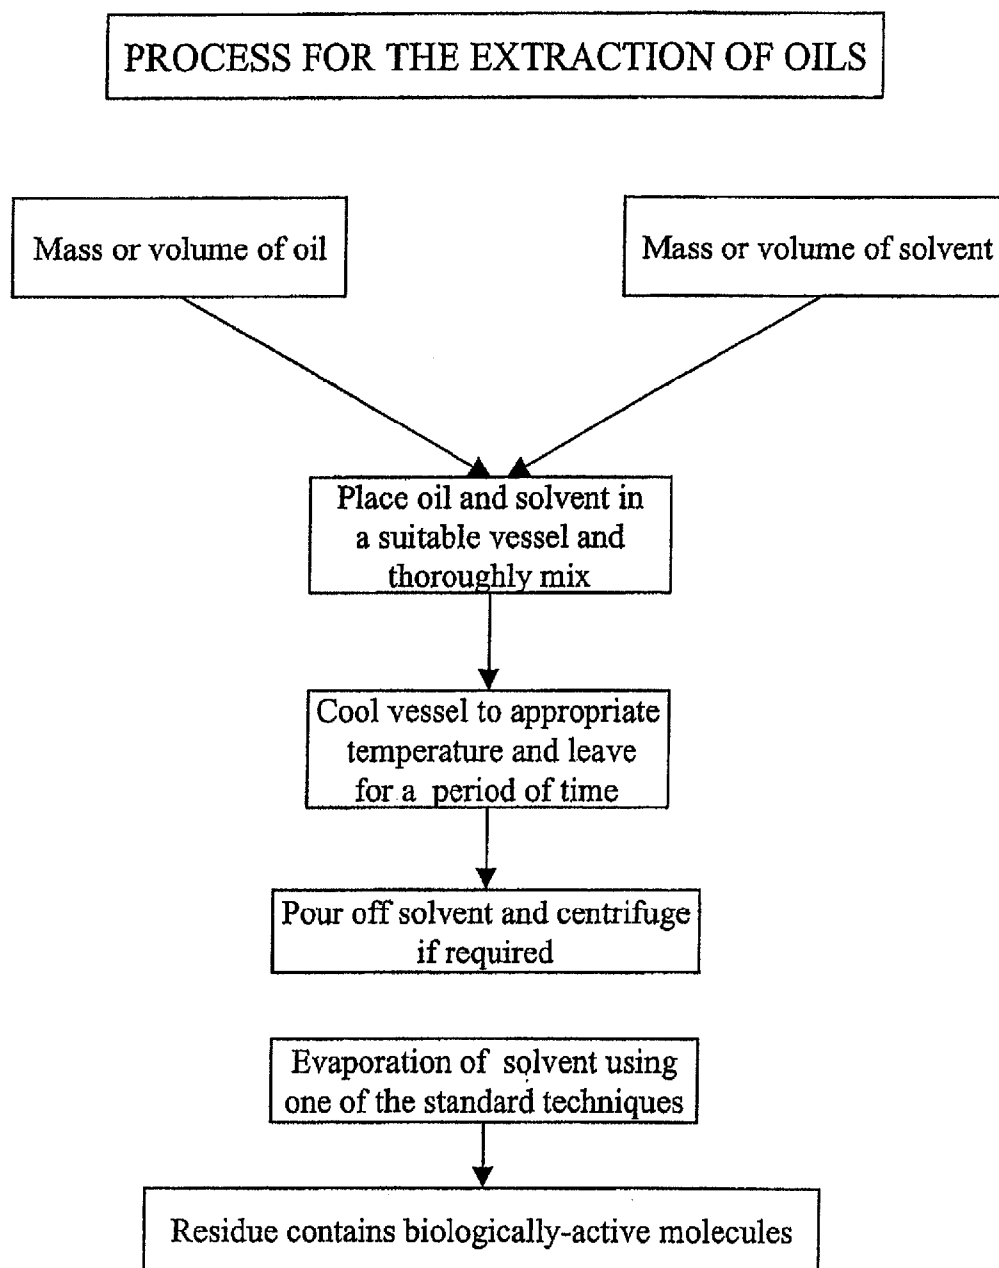 PROCESS FOR THE EXTRACTION OF OILS
Mass or volume of oil
Mass or volume of solvent
Place oil and solvent in
a suitable vessel and
thoroughly mix
Cool vessel to appropriate
temperature and leave
for a period of time
Pour off solvent and centrifuge
if required
Evaporation of solvent using
one of the standard techniques
Residue contains biologically-active molecules